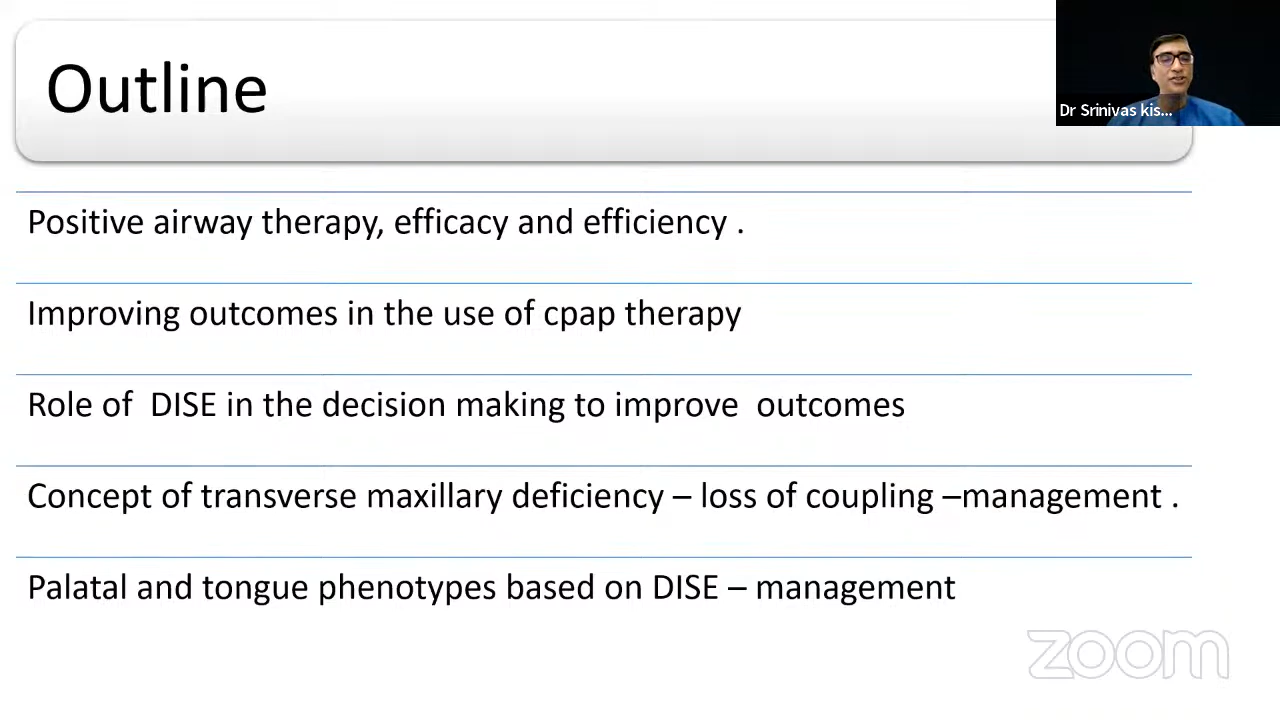 Outline
Dr Srinivas kis...
Positive airway therapy, efficacy and efficiency .
Improving outcomes in the use of cpap therapy
Role of  DISE in the decision making to improve  outcomes
Concept of transverse maxillary deficiency – loss of coupling –management .
Palatal and tongue phenotypes based on DISE – management
zoom